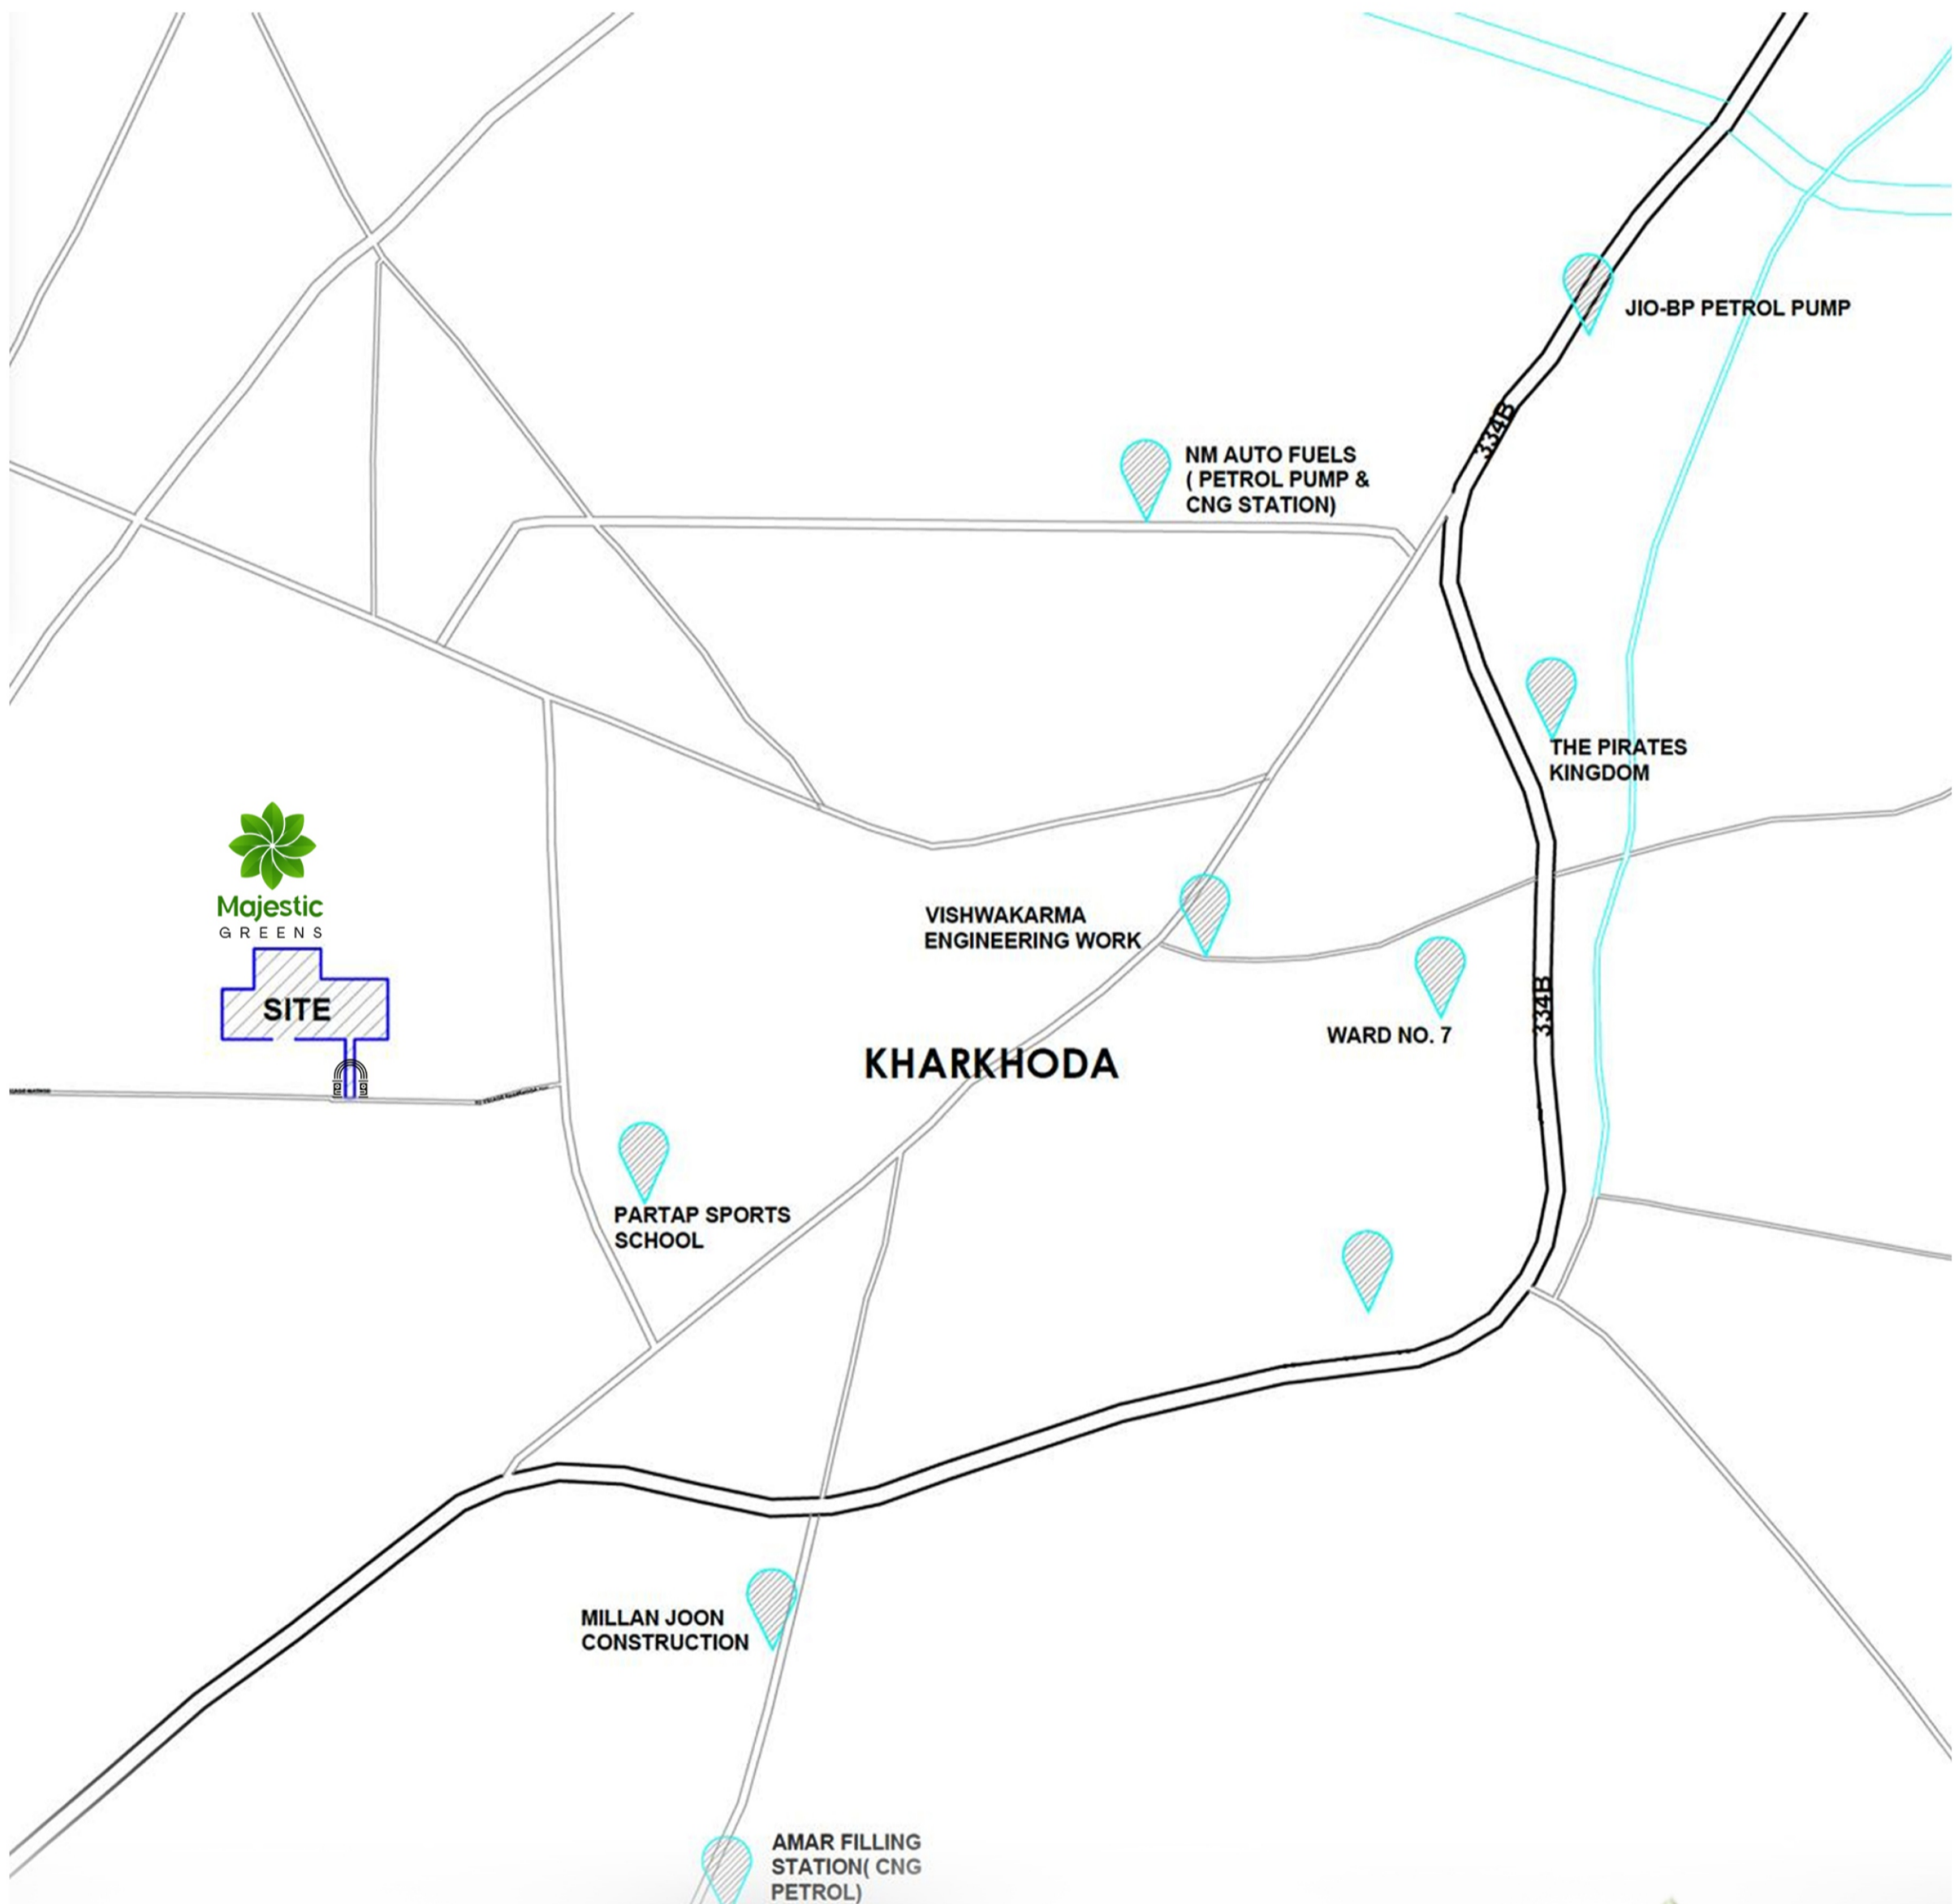 JIO-BP PETROL PUMP
334B
NM AUTO FUELS
( PETROL PUMP &
CNG STATION)
THE PIRATES
KINGDOM
Majestic
GREENS
SITE
VISHWAKARMA
ENGINEERING WORK
334B
WARD NO. 7
KHARKHODA
PARTAP SPORTS
SCHOOL
MILLAN JOON
CONSTRUCTION
AMAR FILLING
STATION( CNG
PETROL)